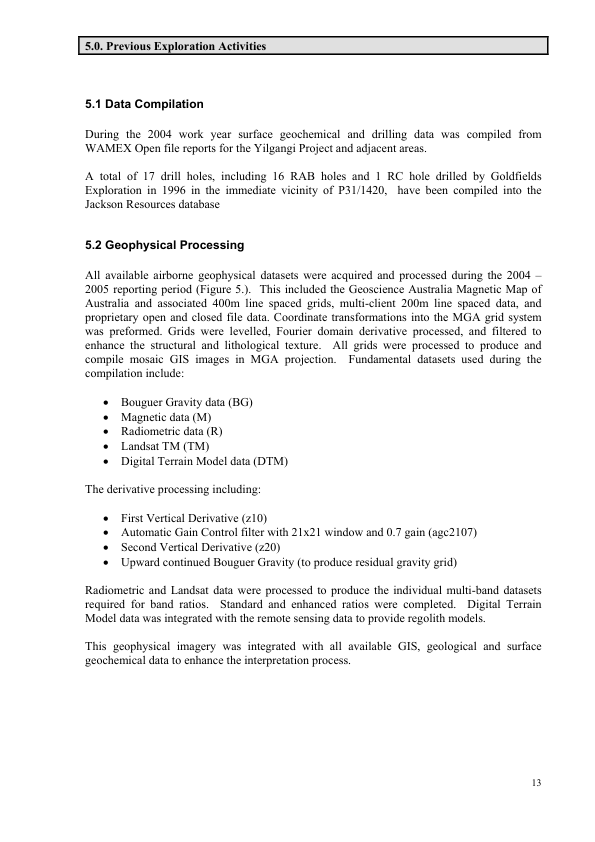 5.0. Previous Exploration Activities
5.1 Data Compilation
During the 2004 work year surface geochemical and drilling data was compiled from
WAMEX Open file reports for the Yilgangi Project and adjacent areas.
A total of 17 drill holes, including 16 RAB holes and 1 RC hole drilled by Goldfields
Exploration in 1996 in the immediate vicinity of P31/1420,  have been compiled into the
Jackson Resources database
5.2 Geophysical Processing
All available airborne geophysical datasets were acquired and processed during the 2004 –
2005 reporting period (Figure 5.).  This included the Geoscience Australia Magnetic Map of
Australia and associated 400m line spaced grids, multi-client 200m line spaced data, and
proprietary open and closed file data. Coordinate transformations into the MGA grid system
was preformed. Grids were levelled, Fourier domain derivative processed, and filtered to
enhance the structural and lithological texture.  All grids were processed to produce and
compile mosaic GIS images in MGA projection.  Fundamental datasets used during the
compilation include:
• Bouguer Gravity data (BG)
• Magnetic data (M)
• Radiometric data (R)
• Landsat TM (TM)
• Digital Terrain Model data (DTM)
The derivative processing including:
• First Vertical Derivative (z10)
• Automatic Gain Control filter with 21x21 window and 0.7 gain (agc2107)
• Second Vertical Derivative (z20)
• Upward continued Bouguer Gravity (to produce residual gravity grid)
Radiometric and Landsat data were processed to produce the individual multi-band datasets
required for band ratios.  Standard and enhanced ratios were completed.  Digital Terrain
Model data was integrated with the remote sensing data to provide regolith models.
This geophysical imagery was integrated with all available GIS, geological and surface
geochemical data to enhance the interpretation process.
13